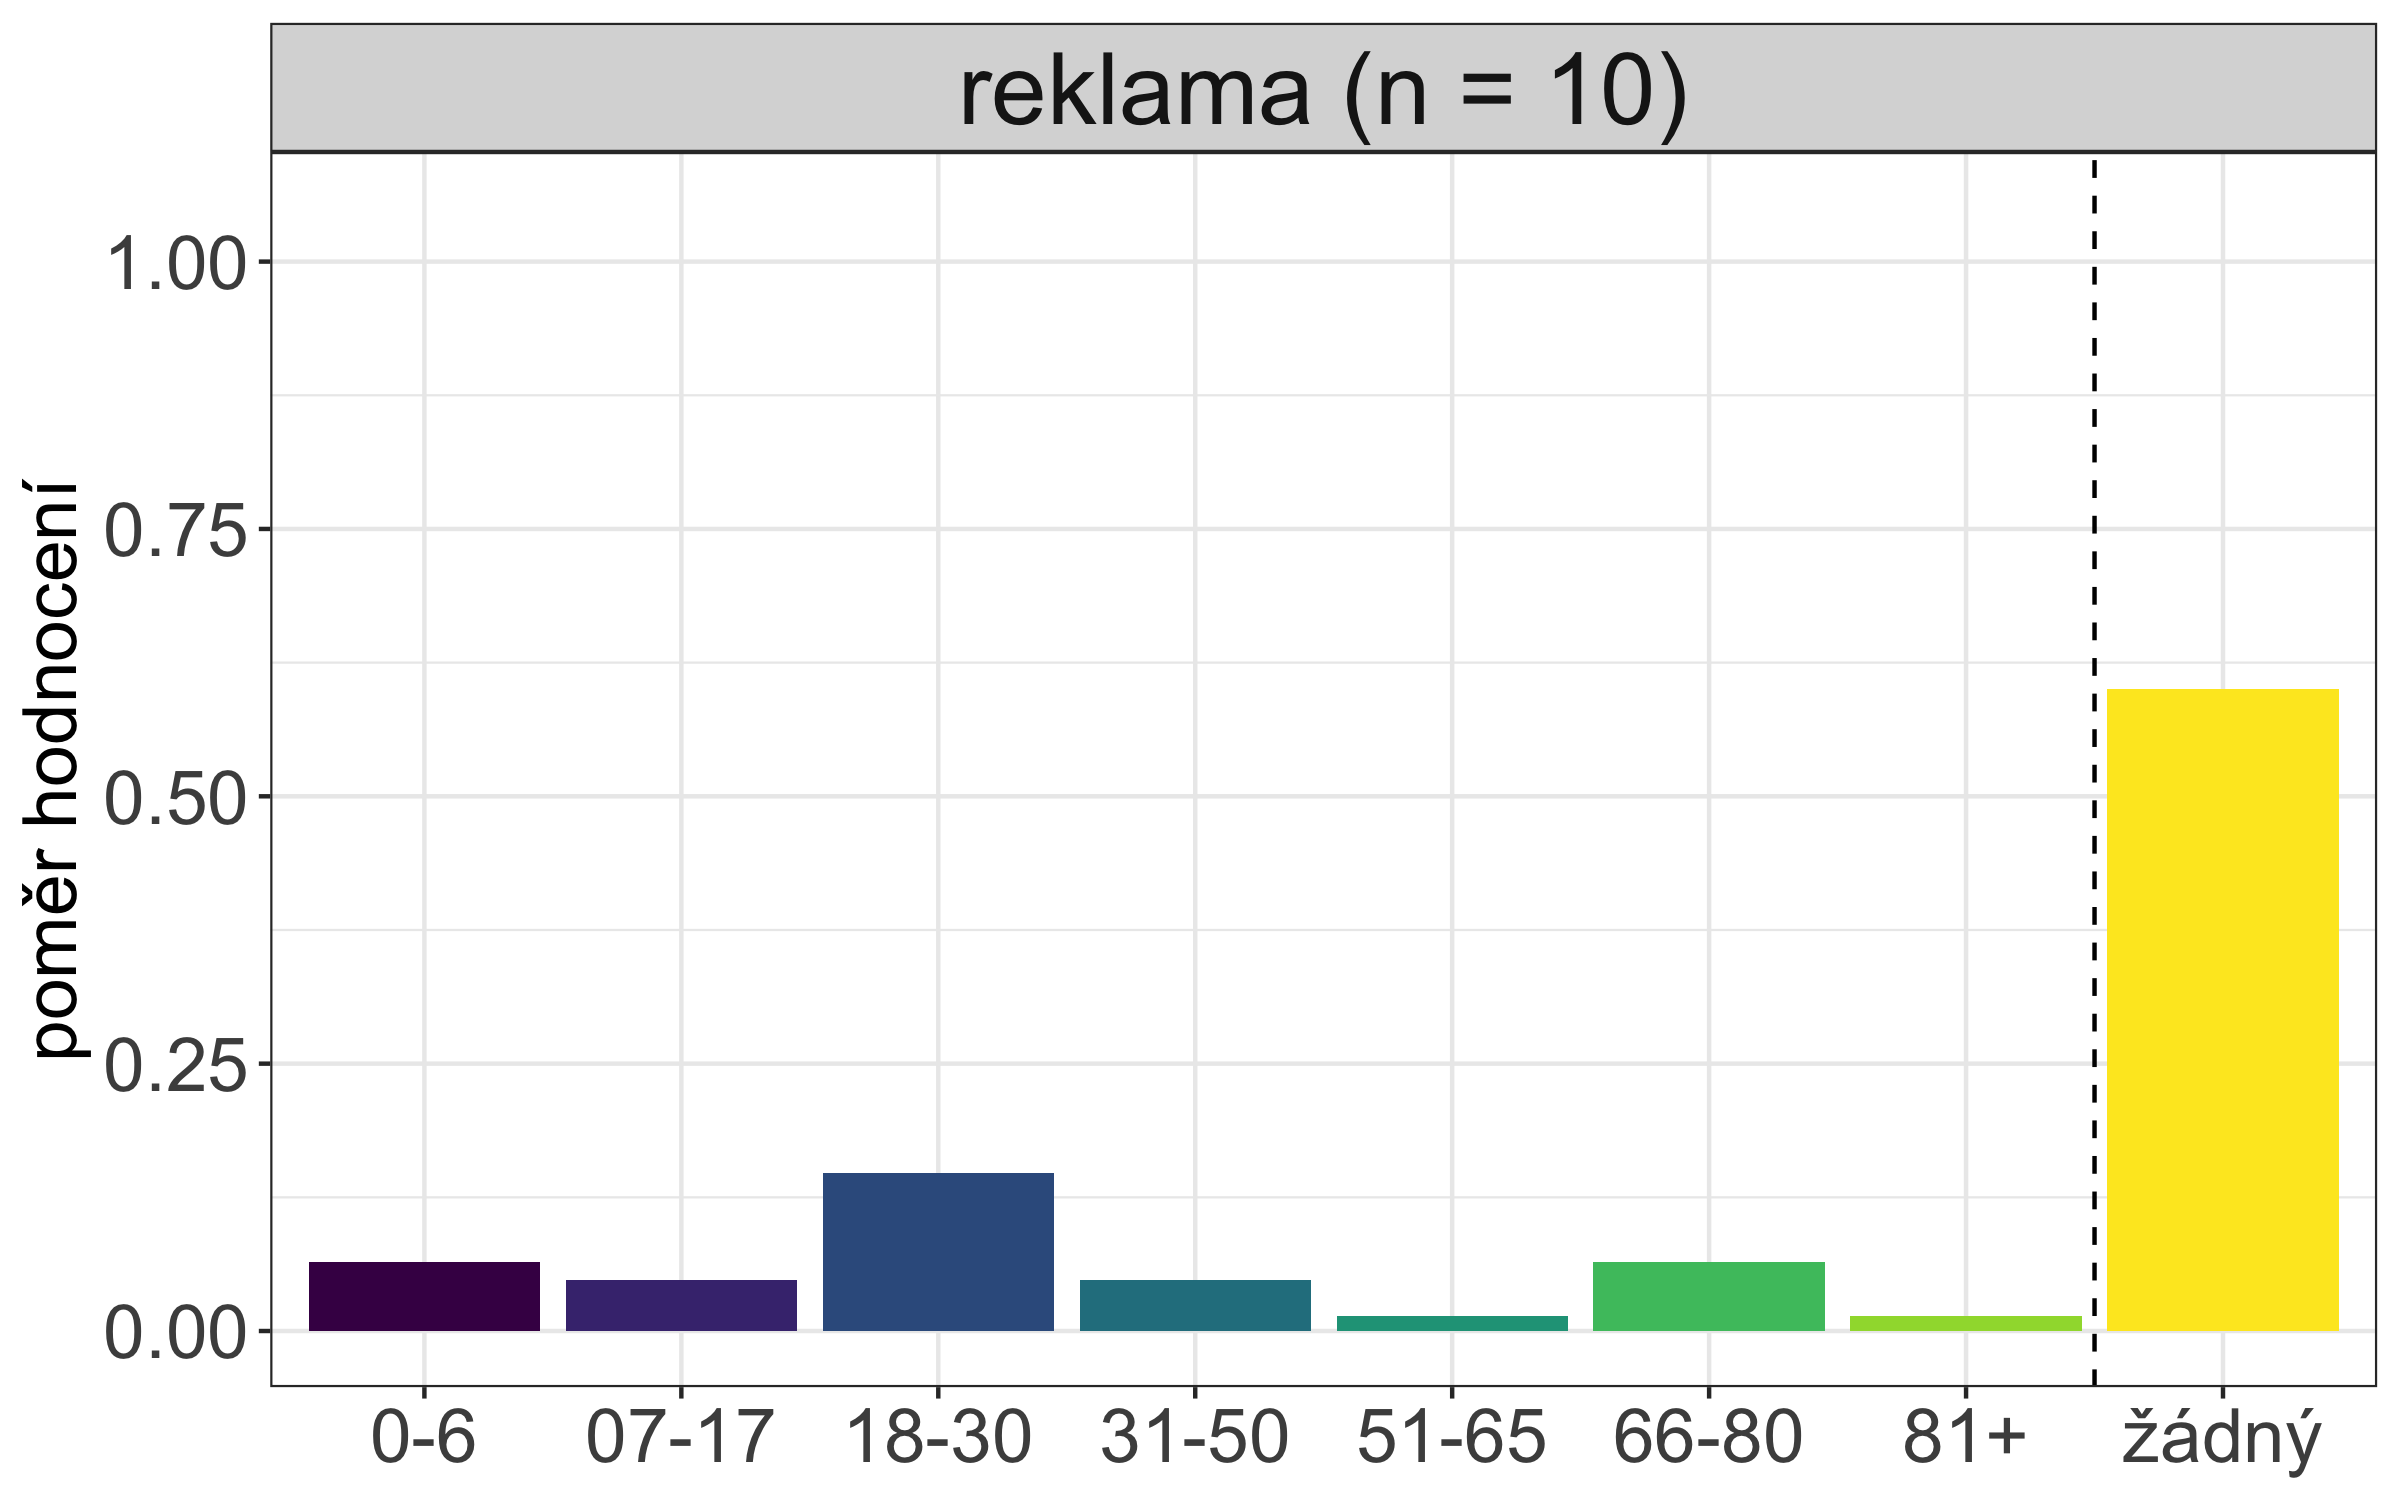 reklama (n = 10)
poměr hodnocení
1.00
0.75
0.50
0.25
0.00
0-6 07-17 18-30 31-50 51-65 66-80 81+ žádný